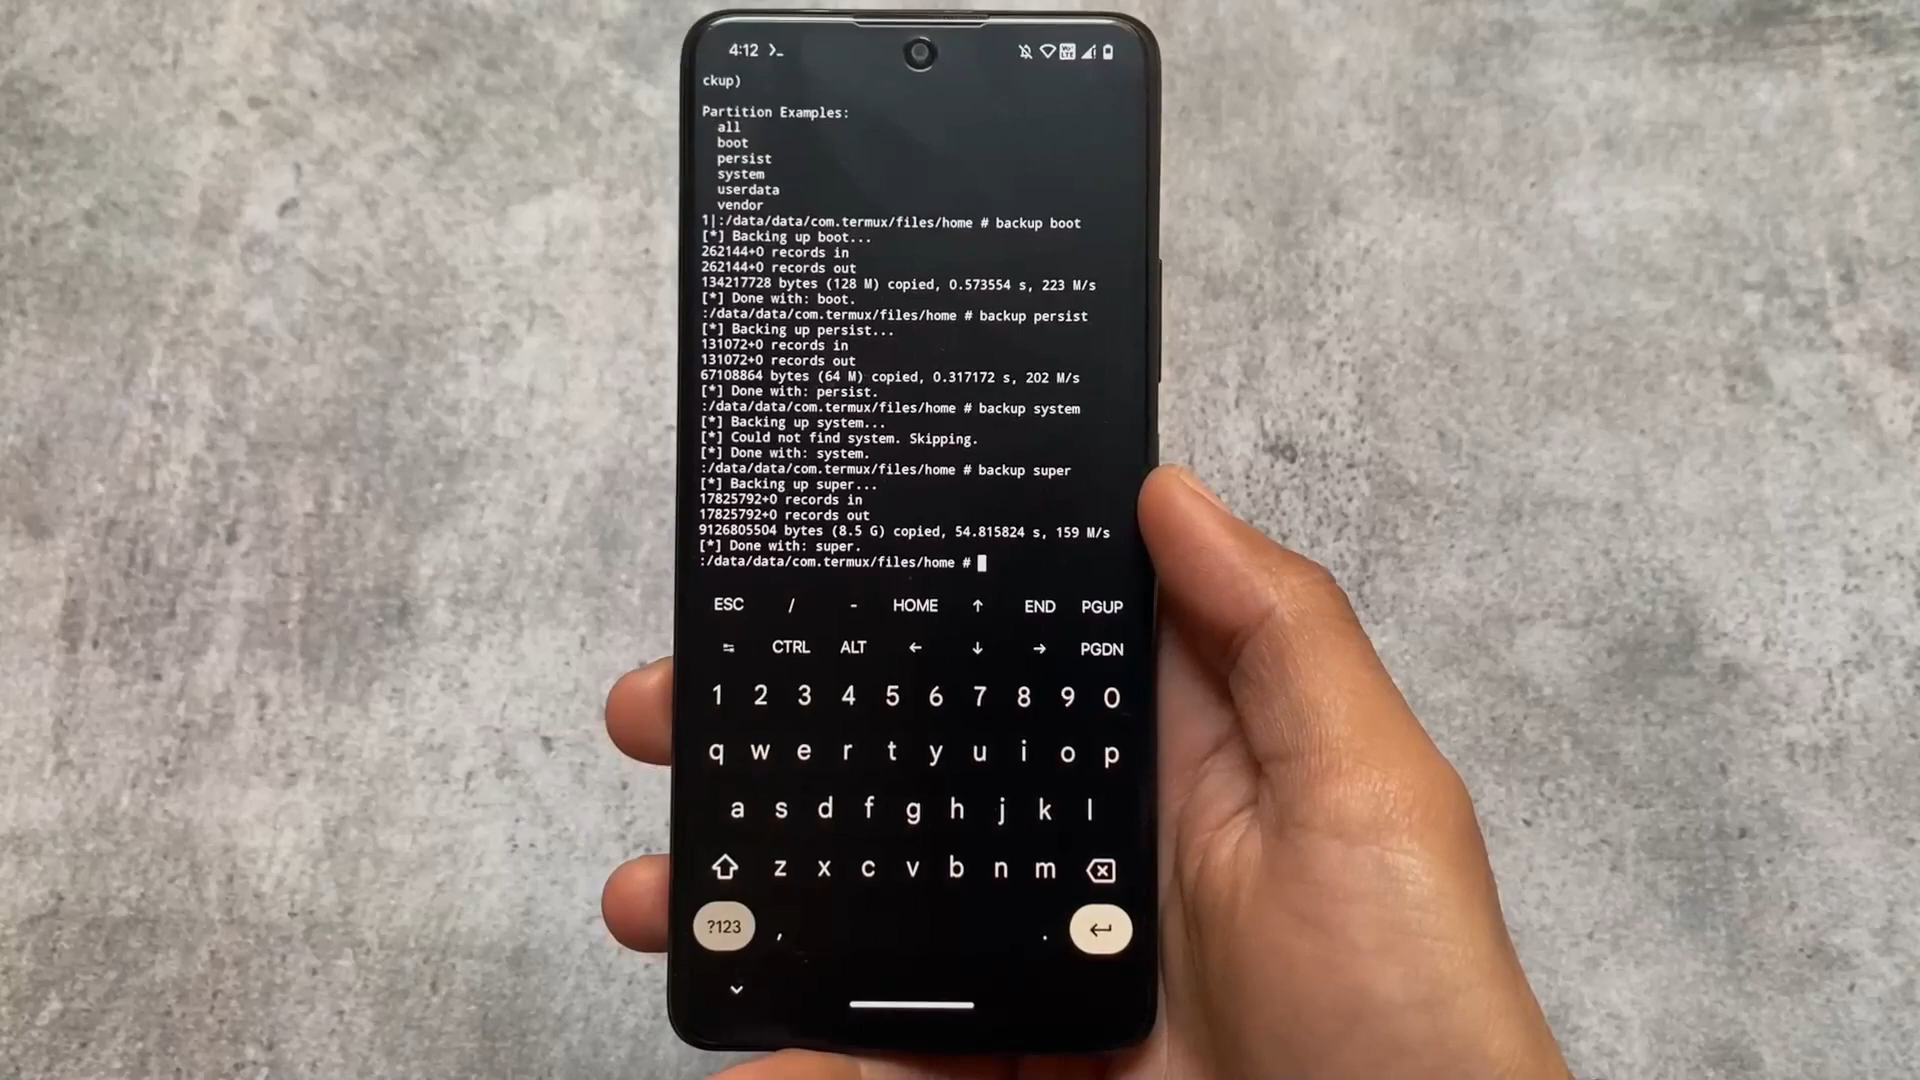 4:12 >_
ckup)
Partition Examples:
all
boot
persist
system
userdata
vendor
1|:/data/data/com.termux/files/home # backup boot
[*] Backing up boot...
262144+0 records in
262144+0 records out
134217728 bytes (128 M) copied, 0.573554 s, 223 M/s
[*] Done with: boot.
:/data/data/com.termux/files/home # backup persist
[*] Backing up persist...
131072+0 records in
131072+0 records out
67108864 bytes (64 M) copied, 0.317172 s, 202 M/s
[*] Done with: persist.
:/data/data/com.termux/files/home # backup system
[*] Backing up system...
[*] Could not find system. Skipping.
[*] Done with: system.
:/data/data/com.termux/files/home # backup super
[*] Backing up super...
17825792+0 records in
17825792+0 records out
9126805504 bytes (8.5 G) copied, 54.815824 s, 159 M/s
[*] Done with: super.
:/data/data/com.termux/files/home #
ESC / - HOME ↑ END PGUP
⇆ CTRL ALT ← ↓ → PGDN
1 2 3 4 5 6 7 8 9 0
q w e r t y u i o p
a s d f g h j k l
z x c v b n m
?123 , .